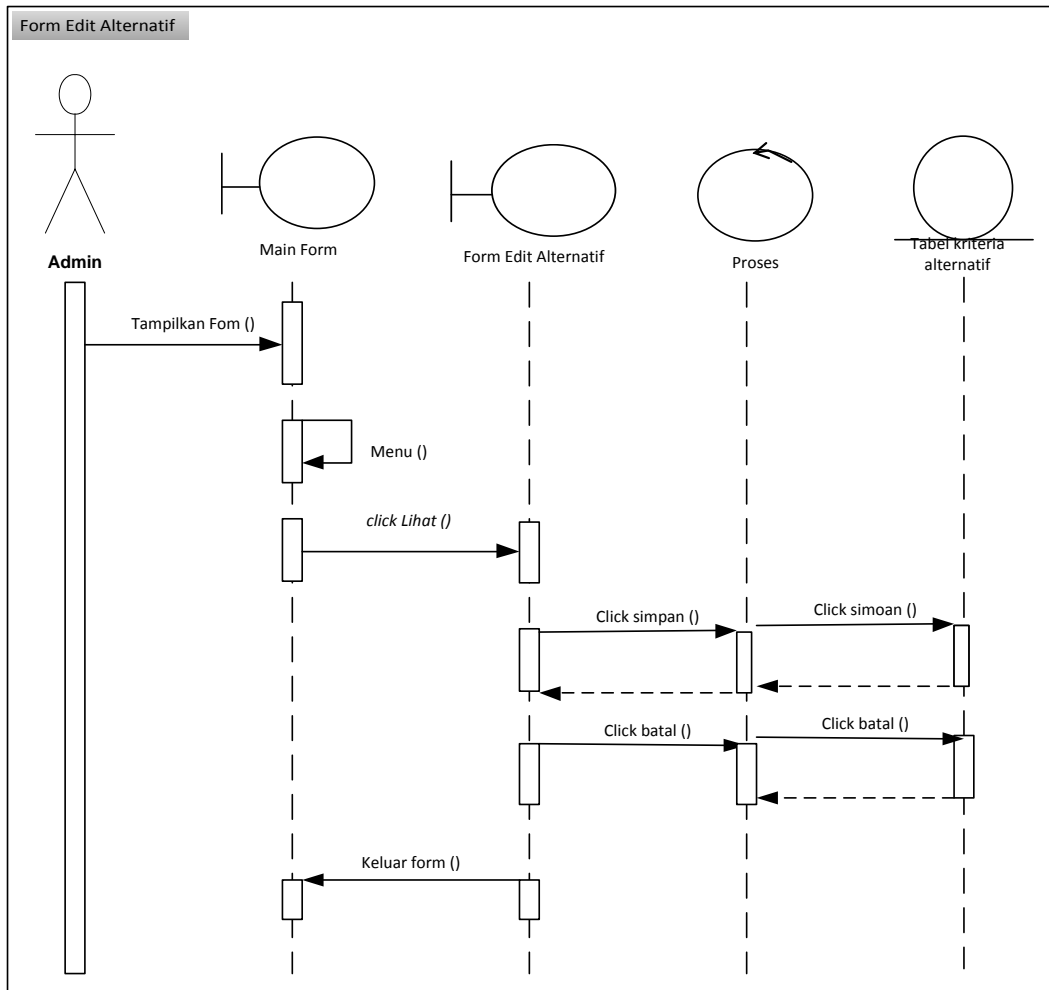 Form Edit Alternatif
Admin
Main Form
Form Edit Alternatif
Proses
Tabel kriteria
alternatif
Tampilkan Fom ()
Menu ()
click Lihat ()
Click simpan ()
Click simoan ()
Click batal ()
Click batal ()
Keluar form ()